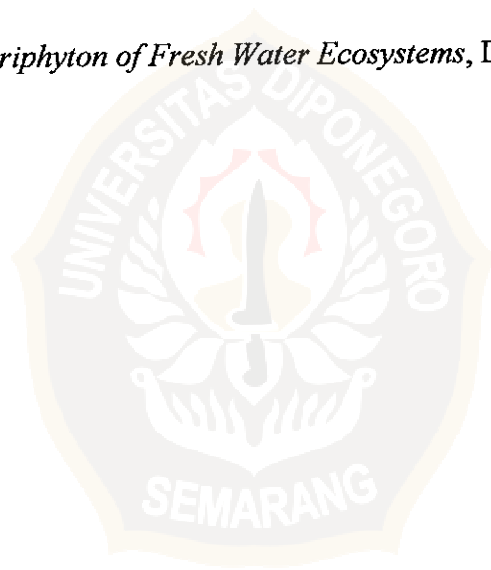 riphyton of Fresh Water Ecosystems, D
UNIVERSITAS DIPONEGORO
SEMARANG